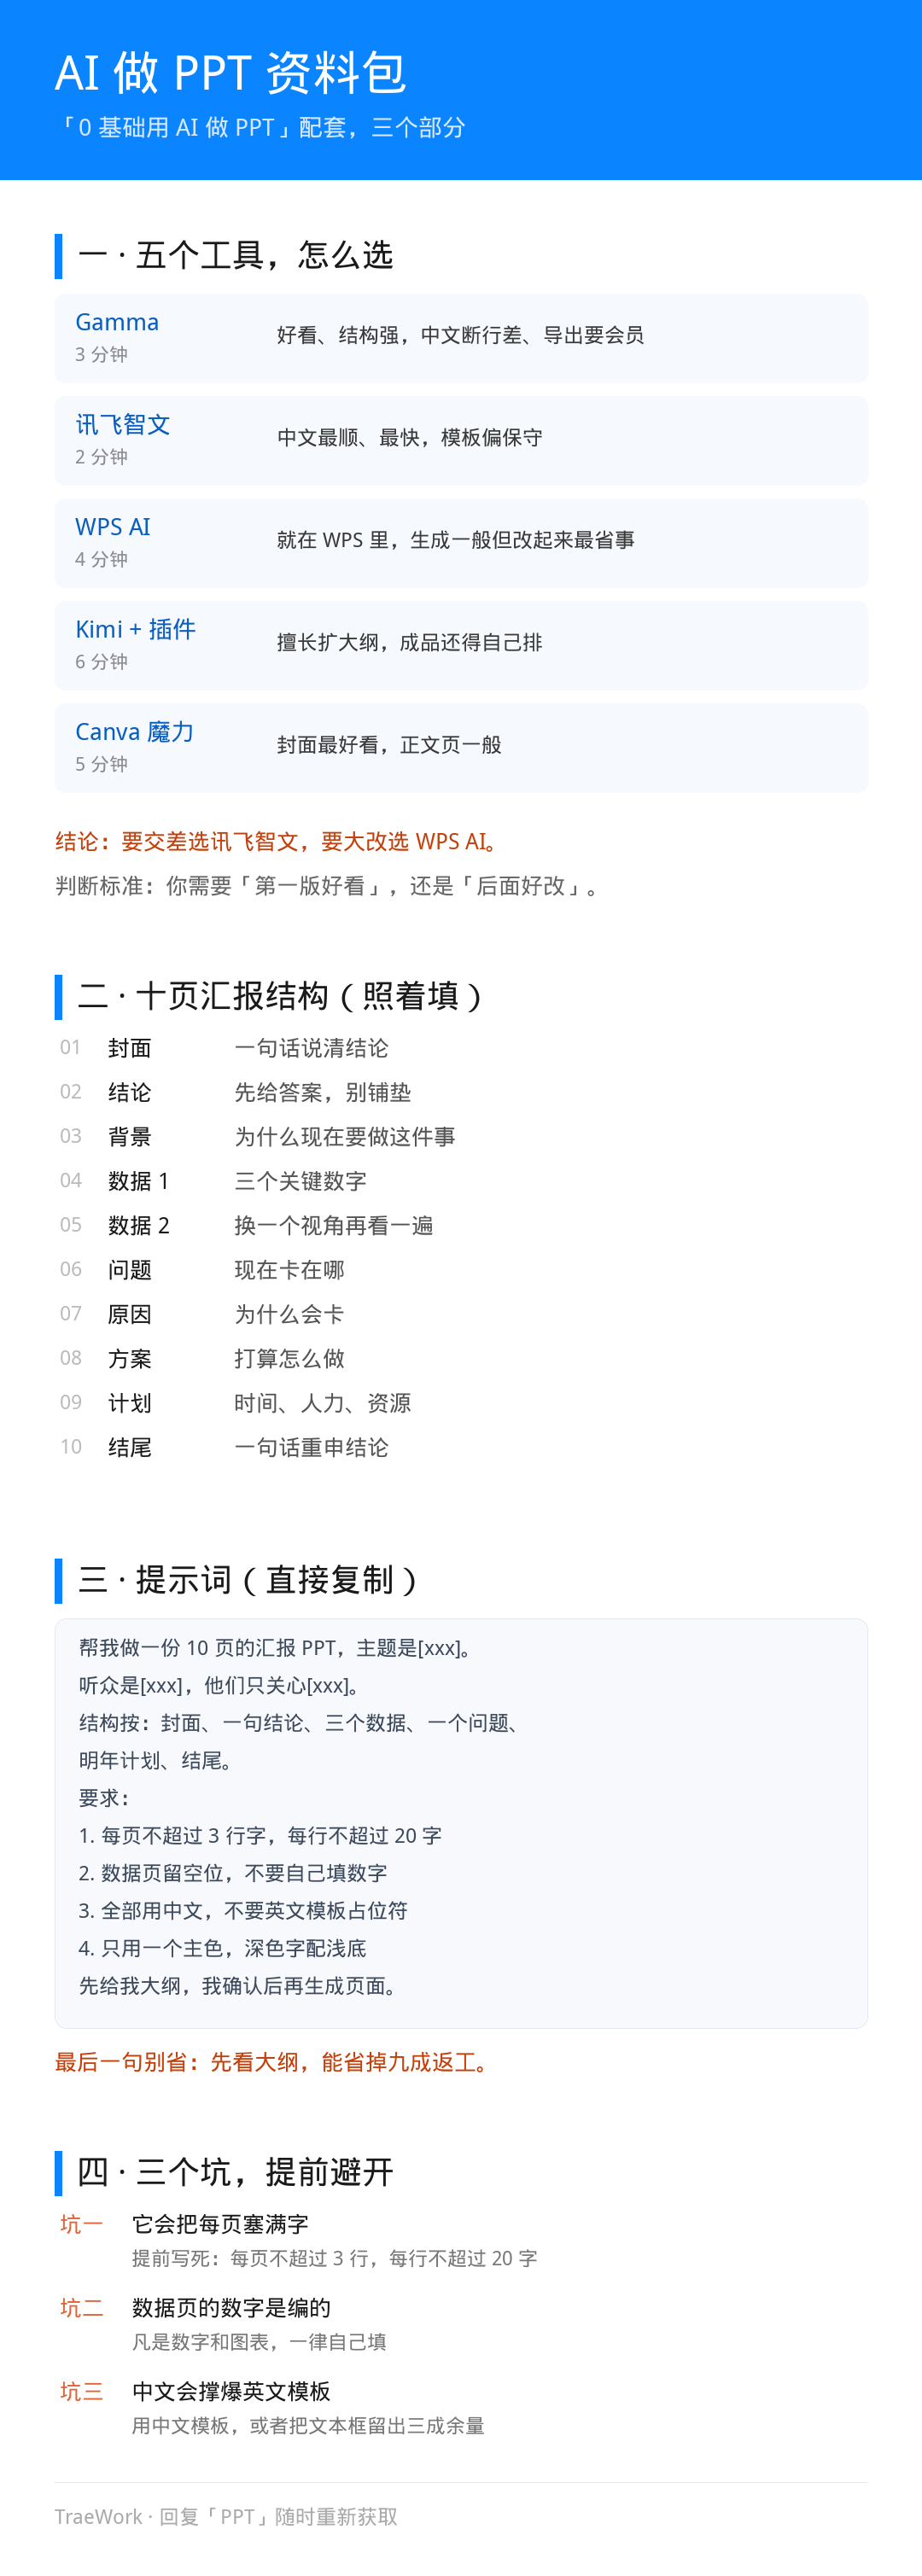 AI 做 PPT 资料包
「0 基础用 AI 做 PPT」配套，三个部分
一 · 五个工具，怎么选
Gamma
3 分钟
好看、结构强，中文断行差、导出要会员
讯飞智文
2 分钟
中文最顺、最快，模板偏保守
WPS AI
4 分钟
就在 WPS 里，生成一般但改起来最省事
Kimi + 插件
6 分钟
擅长扩大纲，成品还得自己排
Canva 魔力
5 分钟
封面最好看，正文页一般
结论：要交差选讯飞智文，要大改选 WPS AI。
判断标准：你需要「第一版好看」，还是「后面好改」。
二 · 十页汇报结构（照着填）
01 封面 一句话说清结论
02 结论 先给答案，别铺垫
03 背景 为什么现在要做这件事
04 数据 1 三个关键数字
05 数据 2 换一个视角再看一遍
06 问题 现在卡在哪
07 原因 为什么会卡
08 方案 打算怎么做
09 计划 时间、人力、资源
10 结尾 一句话重申结论
三 · 提示词（直接复制）
帮我做一份 10 页的汇报 PPT，主题是[xxx]。
听众是[xxx]，他们只关心[xxx]。
结构按：封面、一句结论、三个数据、一个问题、
明年计划、结尾。
要求：
1. 每页不超过 3 行字，每行不超过 20 字
2. 数据页留空位，不要自己填数字
3. 全部用中文，不要英文模板占位符
4. 只用一个主色，深色字配浅底
先给我大纲，我确认后再生成页面。
最后一句别省：先看大纲，能省掉九成返工。
四 · 三个坑，提前避开
坑一 它会把每页塞满字
提前写死：每页不超过 3 行，每行不超过 20 字
坑二 数据页的数字是编的
凡是数字和图表，一律自己填
坑三 中文会撑爆英文模板
用中文模板，或者把文本框留出三成余量
TraeWork · 回复「PPT」随时重新获取